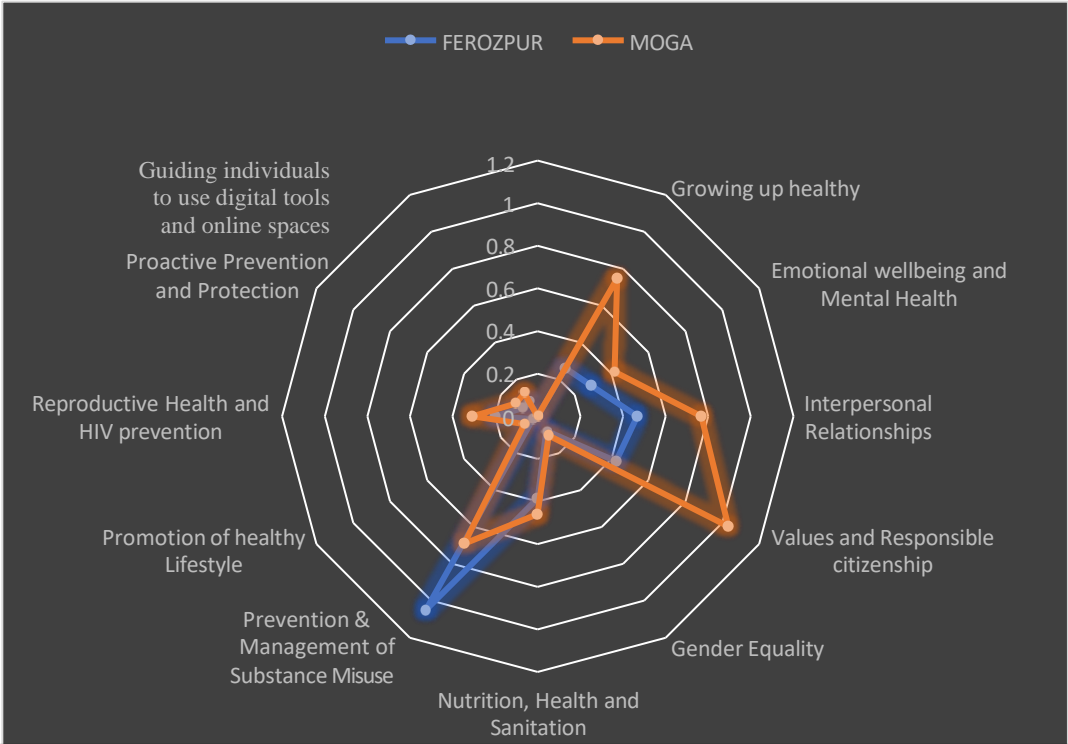 FEROZPUR MOGA
1.2
1
0.8
0.6
0.4
0.2
0
Growing up healthy
Emotional wellbeing and
Mental Health
Interpersonal
Relationships
Values and Responsible
citizenship
Gender Equality
Nutrition, Health and
Sanitation
Prevention &
Management of
Substance Misuse
Promotion of healthy
Lifestyle
Reproductive Health and
HIV prevention
Proactive Prevention
and Protection
Guiding individuals
to use digital tools
and online spaces